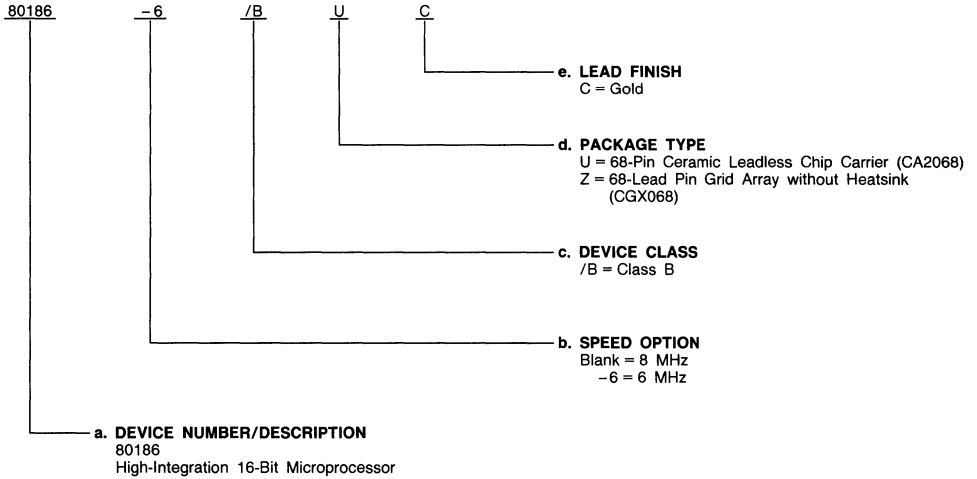 80186 -6 /B U C
e. LEAD FINISH
C = Gold
d. PACKAGE TYPE
U = 68-Pin Ceramic Leadless Chip Carrier (CA2068)
Z = 68-Lead Pin Grid Array without Heatsink
(CGX068)
c. DEVICE CLASS
/B = Class B
b. SPEED OPTION
Blank = 8 MHz
-6 = 6 MHz
a. DEVICE NUMBER/DESCRIPTION
80186
High-Integration 16-Bit Microprocessor